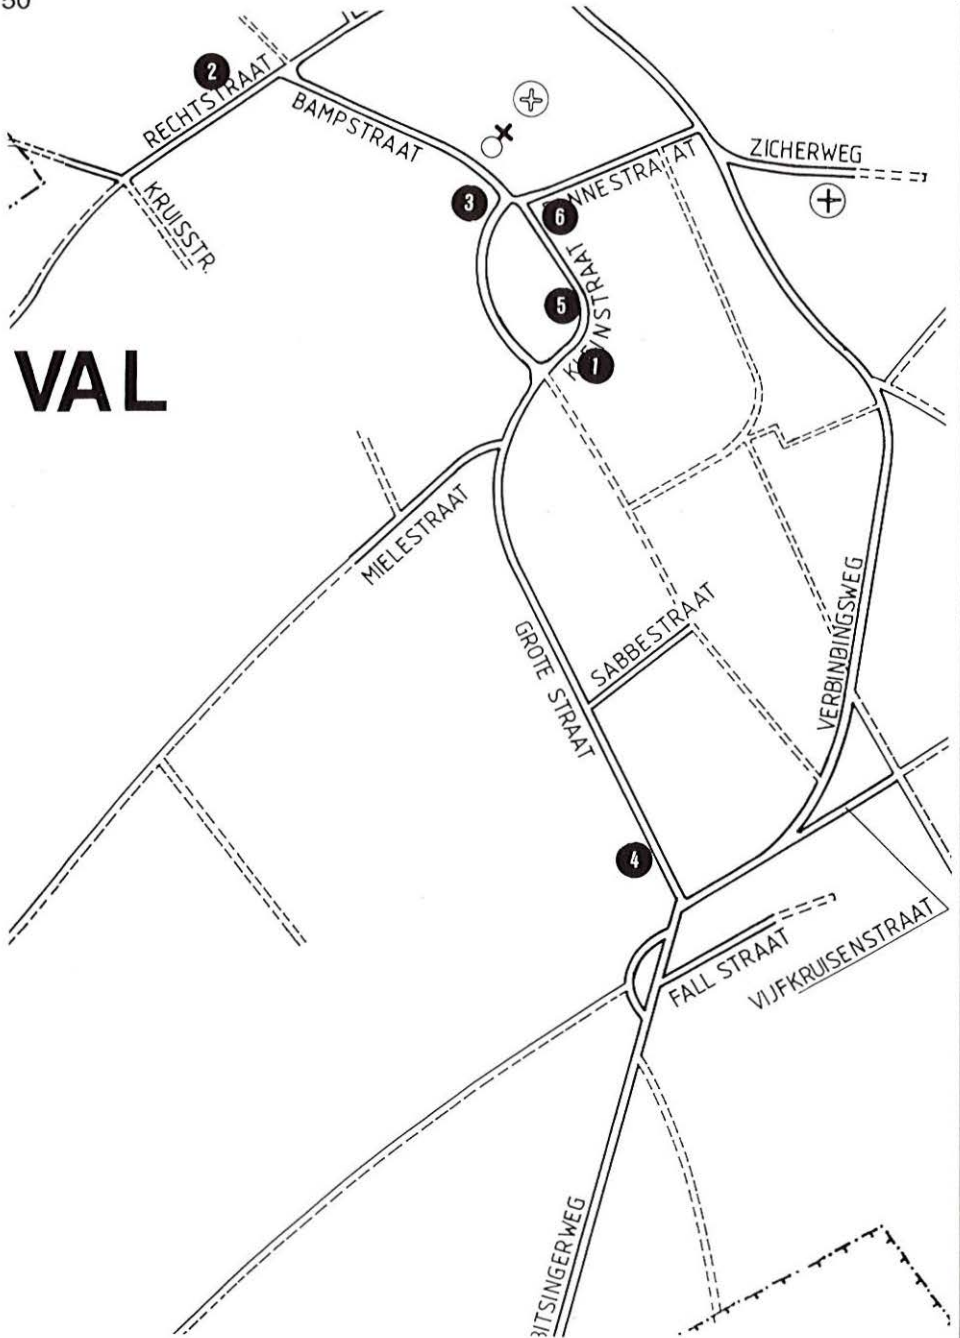 50
2
RECHTSTRAAT
BAMPSTRAAT
KRUISSTR.
ZICHERWEG
3
6
5
KLEINSTRAAT
1
VAL
MIELESTRAAT
SABBESTRAAT
GROTE STRAAT
VERBINDINGSWEG
4
FALL STRAAT
VIJFKRUISENSTRAAT